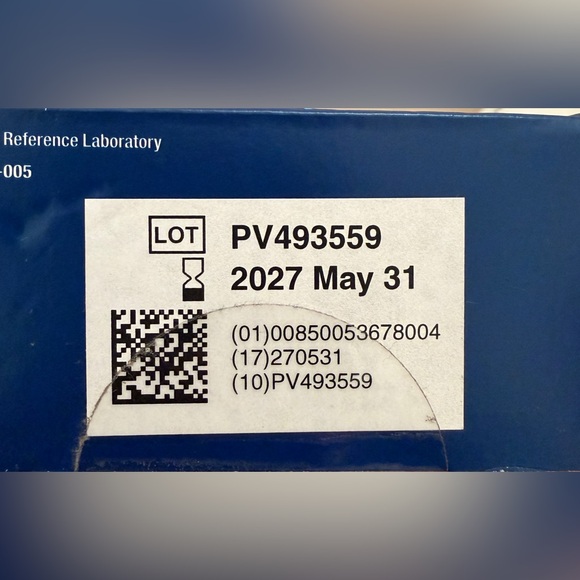 Reference Laboratory
-005
LOT PV493559
2027 May 31
(01)00850053678004
(17)270531
(10)PV493559